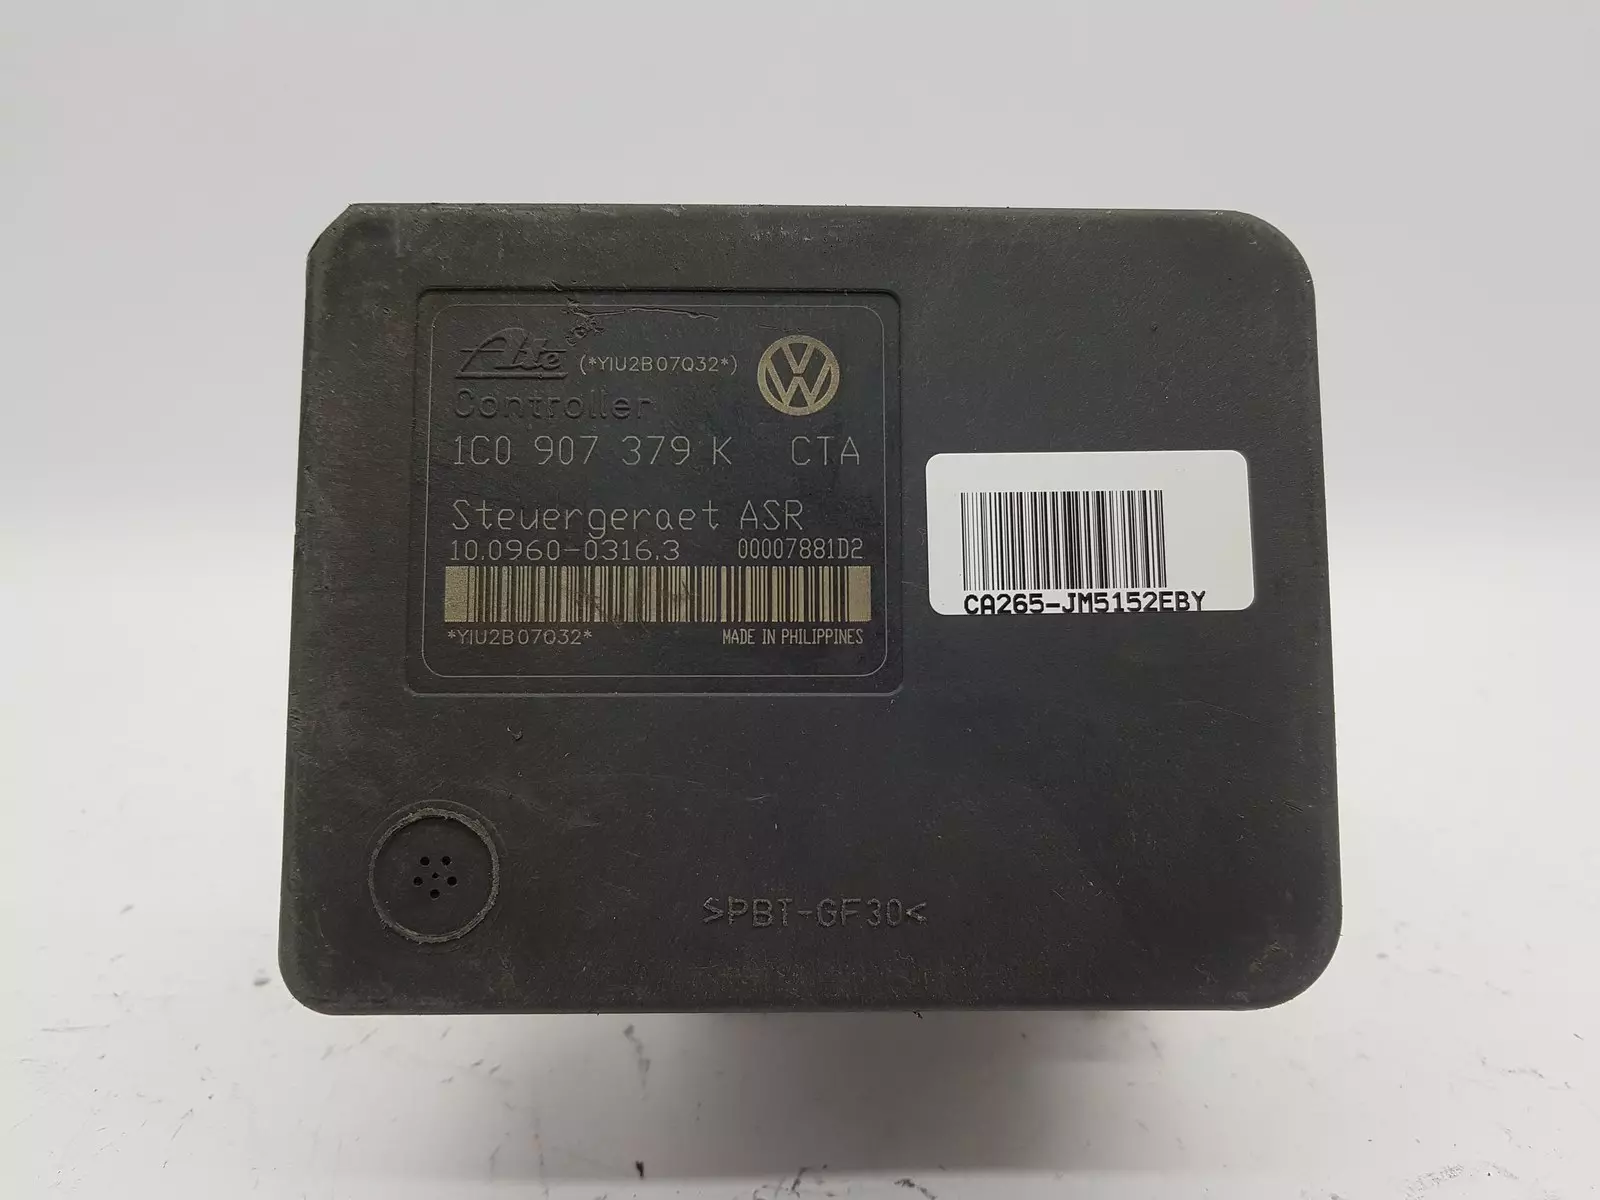 Ate (*YIU2B07Q32*)
Controller
1C0 907 379 K CTA
Steuergeraet ASR
10.0960-0316.3 00007881D2
*YIU2B07Q32* MADE IN PHILIPPINES
CA265-JM5152EBY
>PBT-GF30<